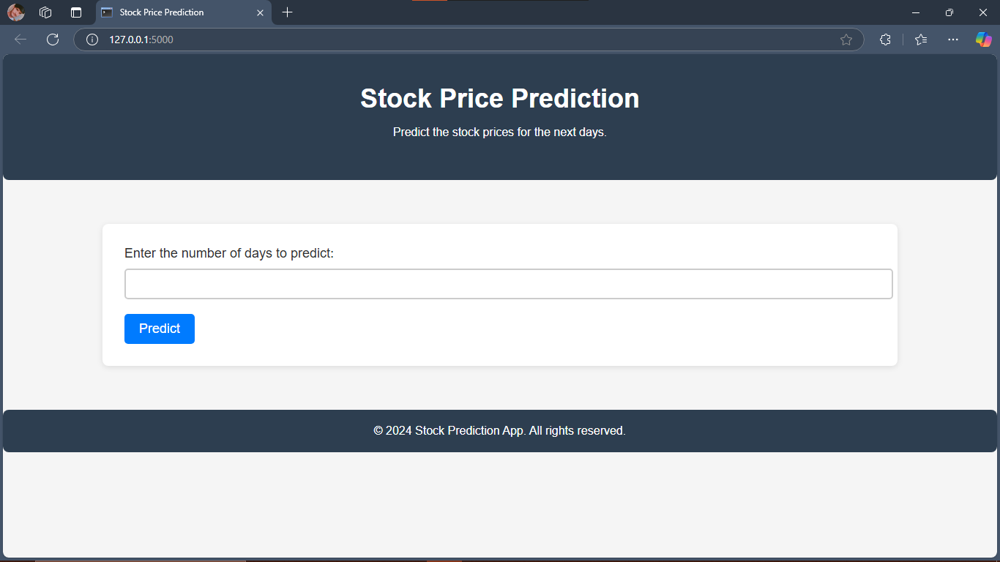 Stock Price Prediction
127.0.0.1:5000
Stock Price Prediction
Predict the stock prices for the next days.
Enter the number of days to predict:
Predict
© 2024 Stock Prediction App. All rights reserved.